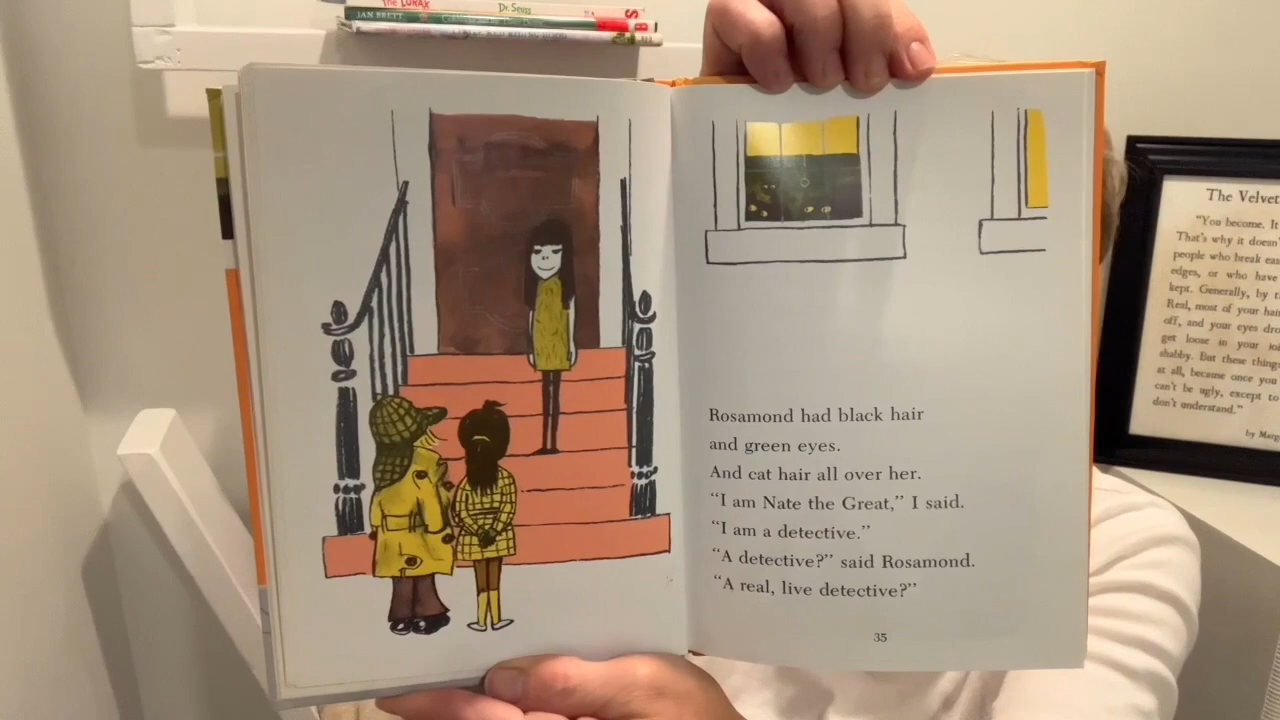 The LORAX Dr. Seuss
JAN BRETT
Rosamond had black hair
and green eyes.
And cat hair all over her.
“I am Nate the Great,” I said.
“I am a detective.”
“A detective?” said Rosamond.
“A real, live detective?”
35
The Velvet
“You become. It
That's why it doesn'
people who break eas
edges, or who have
kept. Generally, by t
Real, most of your hai
off, and your eyes dro
get loose in your joi
shabby. But these thing
at all, because once you
can't be ugly, except to
don't understand.”
by Marg